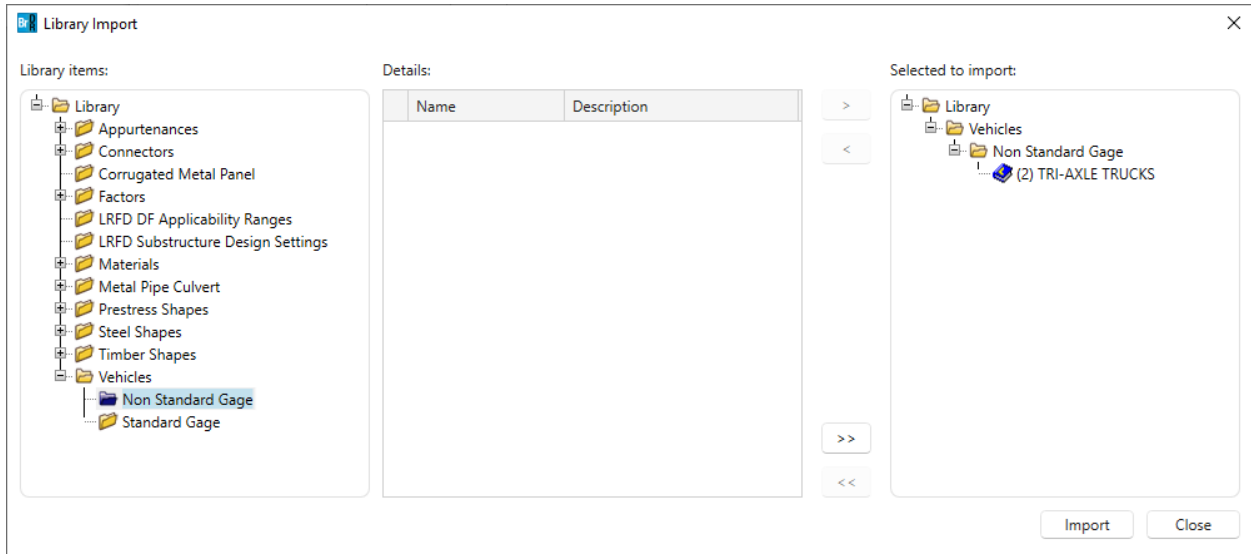 Br DR Library Import
Library items:
Library
Appurtenances
Connectors
Corrugated Metal Panel
Factors
LRFD DF Applicability Ranges
LRFD Substructure Design Settings
Materials
Metal Pipe Culvert
Prestress Shapes
Steel Shapes
Timber Shapes
Vehicles
Non Standard Gage
Standard Gage
Details:
Name Description
>
<
>>
<<
Selected to import:
Library
Vehicles
Non Standard Gage
(2) TRI-AXLE TRUCKS
Import Close